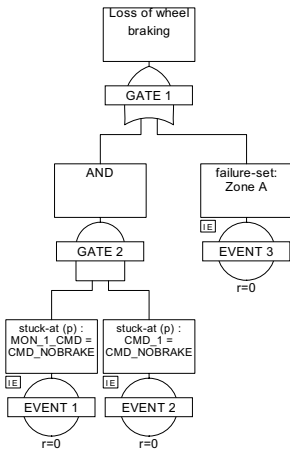 Loss of wheel
braking
GATE 1
AND
failure-set:
Zone A
GATE 2
IE
EVENT 3
r=0
stuck-at (p) :
MON_1_CMD =
CMD_NOBRAKE
stuck-at (p) :
CMD_1 =
CMD_NOBRAKE
IE
IE
EVENT 1
EVENT 2
r=0
r=0